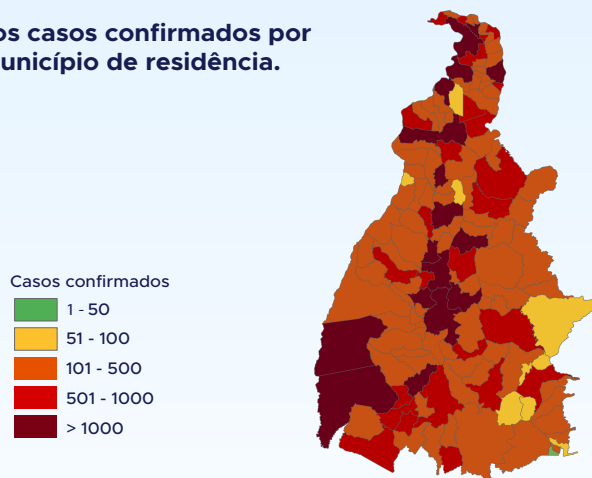 os casos confirmados por
unicípio de residência.
Casos confirmados
1 - 50
51 - 100
101 - 500
501 - 1000
> 1000